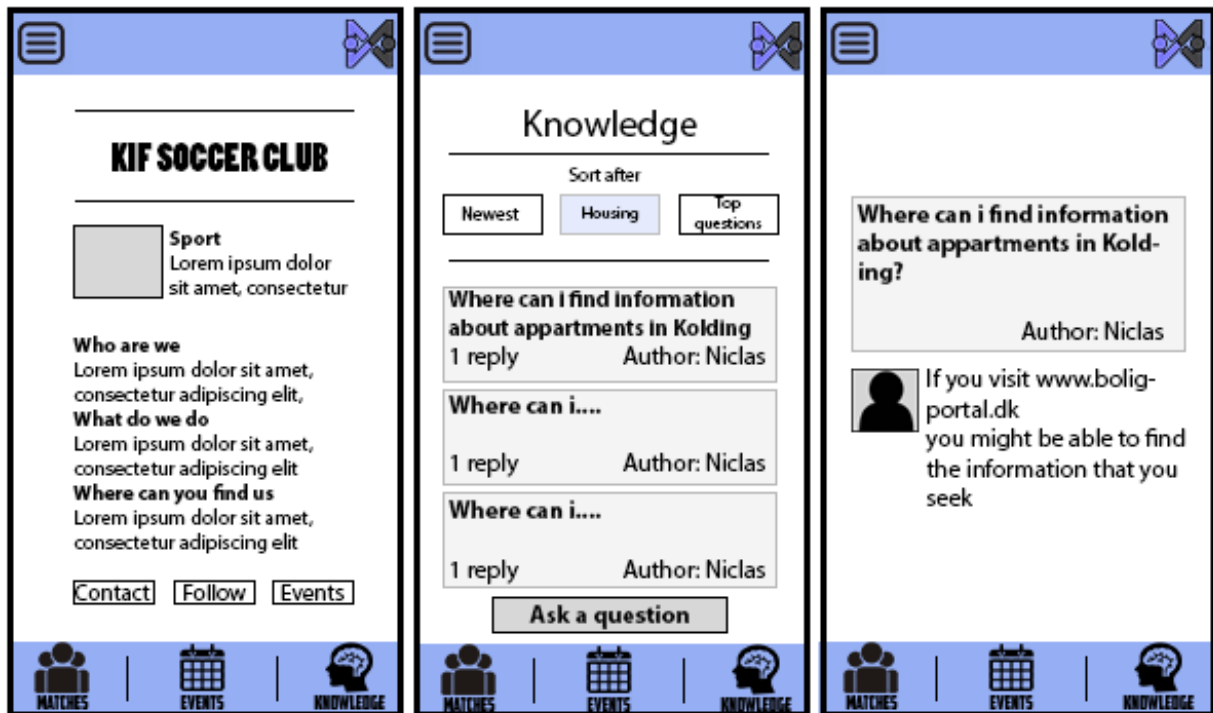 KIF SOCCER CLUB
Sport
Lorem ipsum dolor
sit amet, consectetur
Who are we
Lorem ipsum dolor sit amet,
consectetur adipiscing elit,
What do we do
Lorem ipsum dolor sit amet,
consectetur adipiscing elit
Where can you find us
Lorem ipsum dolor sit amet,
consectetur adipiscing elit
Contact Follow Events
MATCHES EVENTS KNOWLEDGE
Knowledge
Sort after
Newest
Housing
Top
questions
Where can i find information
about appartments in Kolding
1 reply Author: Niclas
Where can i....
1 reply Author: Niclas
Where can i....
1 reply Author: Niclas
Ask a question
MATCHES EVENTS KNOWLEDGE
Where can i find information
about appartments in Kold-
ing?
Author: Niclas
If you visit www.bolig-
portal.dk
you might be able to find
the information that you
seek
MATCHES EVENTS KNOWLEDGE